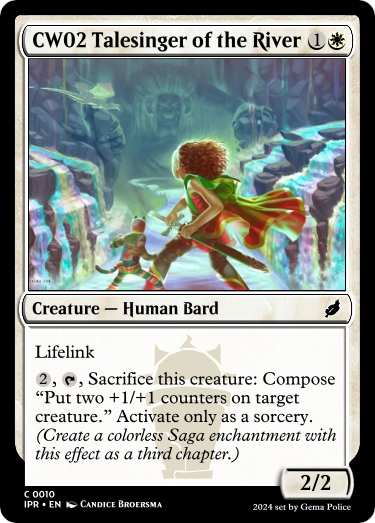 CW02 Talesinger of the River 1
Creature — Human Bard
Lifelink
2, , Sacrifice this creature: Compose
“Put two +1/+1 counters on target
creature.” Activate only as a sorcery.
(Create a colorless Saga enchantment with
this effect as a third chapter.)
2/2
C 0010
IPR • EN Candice Broersma
2024 set by Gema Police